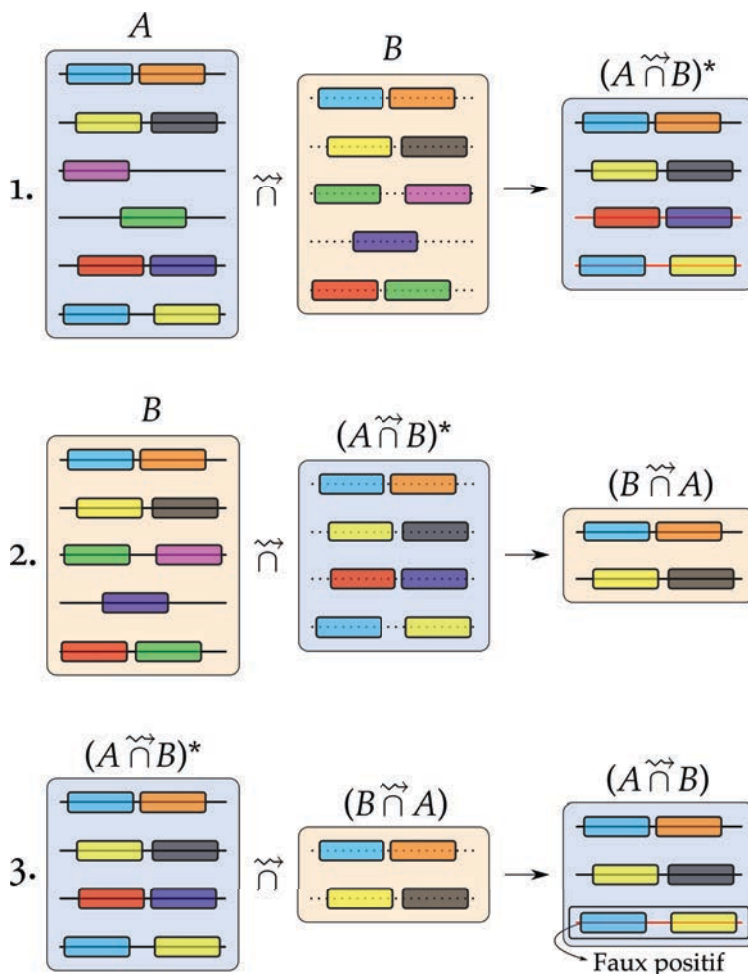 A
B
(A ⃕∩ B)*
1.
⃕∩
B
(A ⃕∩ B)*
(B ⃕∩ A)
2.
⃕∩
(A ⃕∩ B)*
(B ⃕∩ A)
(A ⃕∩ B)
3.
⃕∩
Faux positif